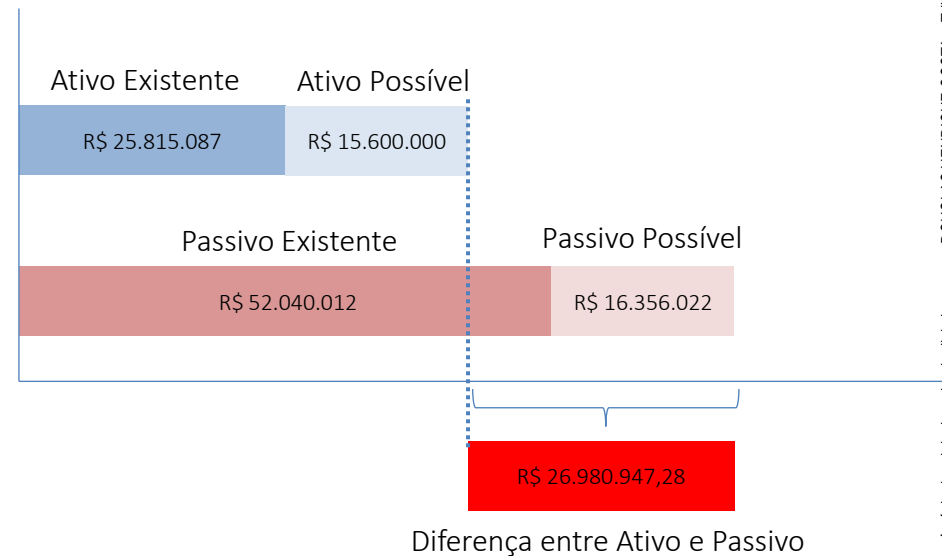 Ativo Existente
Ativo Possível
R$ 25.815.087
R$ 15.600.000
Passivo Existente
Passivo Possível
R$ 52.040.012
R$ 16.356.022
R$ 26.980.947,28
Diferença entre Ativo e Passivo